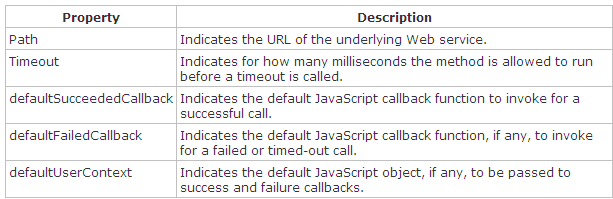 Property Description
Path Indicates the URL of the underlying Web service.
Timeout Indicates for how many milliseconds the method is allowed to run
before a timeout is called.
defaultSucceededCallback Indicates the default JavaScript callback function to invoke for a
successful call.
defaultFailedCallback Indicates the default JavaScript callback function, if any, to invoke
for a failed or timed-out call.
defaultUserContext Indicates the default JavaScript object, if any, to be passed to
success and failure callbacks.